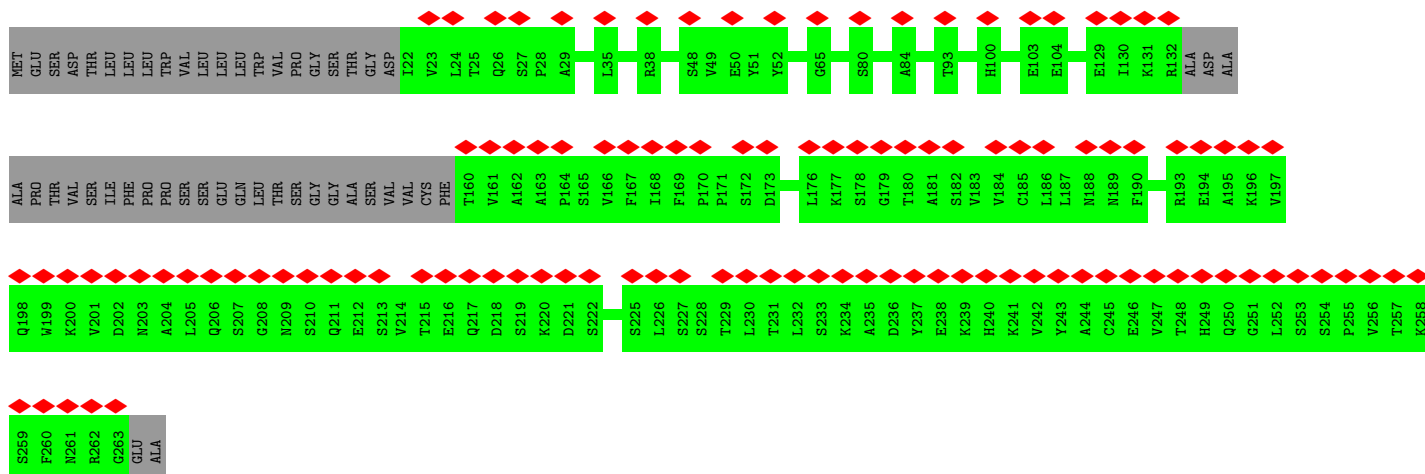 MET GLU SER ASP THR LEU LEU LEU TRP VAL LEU LEU LEU TRP VAL PRO GLY SER THR GLY ASP I22 V23 L24 T25 Q26 S27 P28 A29 L35 R38 S48 V49 E50 Y51 Y52 G65 S80 A84 T93 H100 E103 E104 E129 I130 K131 R132 ALA ASP ALA
ALA PRO THR VAL SER ILE PHE PRO PRO SER SER GLU GLN LEU THR SER GLY GLY ALA SER VAL VAL CYS PHE T160 V161 A162 A163 P164 S165 V166 F167 I168 F169 P170 P171 S172 D173 L176 K177 S178 G179 T180 A181 S182 V183 V184 C185 L186 L187 N188 N189 F190 R193 E194 A195 K196 V197
Q198 W199 K200 V201 D202 N203 A204 L205 Q206 S207 G208 N209 S210 Q211 E212 S213 V214 T215 E216 Q217 D218 S219 K220 D221 S222 S225 L226 S227 S228 T229 L230 T231 L232 S233 K234 A235 D236 Y237 E238 K239 H240 K241 V242 Y243 A244 C245 E246 V247 T248 H249 Q250 G251 L252 S253 S254 P255 V256 T257 K258
S259 F260 N261 R262 G263 GLU ALA